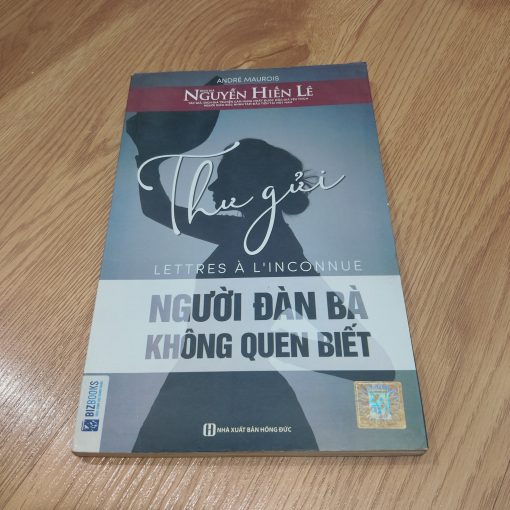 ANDRÉ MAUROIS
NGUYỄN HIẾN LÊ
Thư gửi
LETTRES À L'INCONNUE
NGƯỜI ĐÀN BÀ
KHÔNG QUEN BIẾT
BIZBOOKS
NHÀ XUẤT BẢN HỒNG ĐỨC